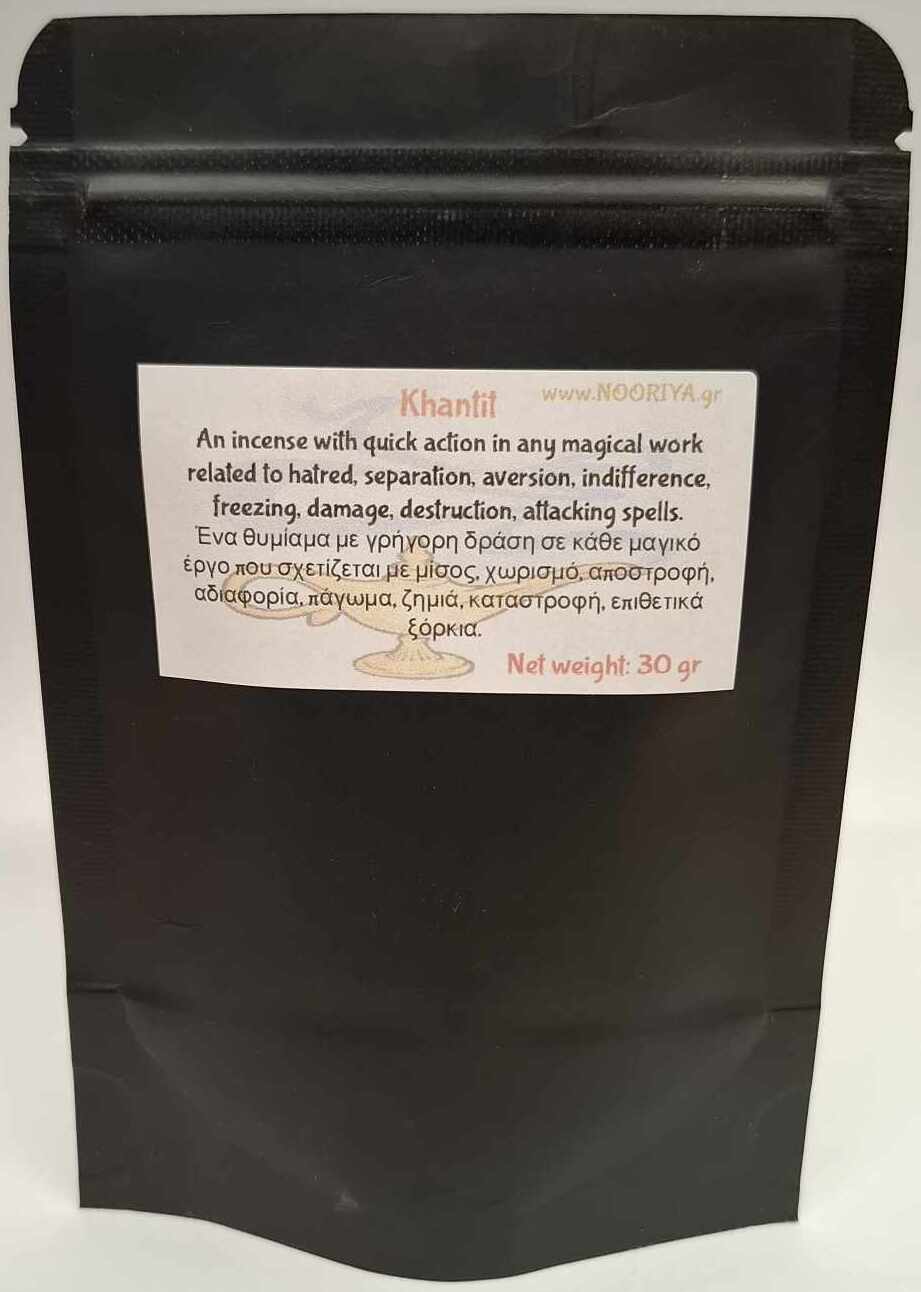 Khantit
www.NOORIYA.gr
An incense with quick action in any magical work
related to hatred, separation, aversion, indifference,
freezing, damage, destruction, attacking spells.
Ένα θυμίαμα με γρήγορη δράση σε κάθε μαγικό
έργο που σχετίζεται με μίσος, χωρισμό, αποστροφή,
αδιαφορία, πάγωμα, ζημιά, καταστροφή, επιθετικά
ξόρκια.
Net weight: 30 gr